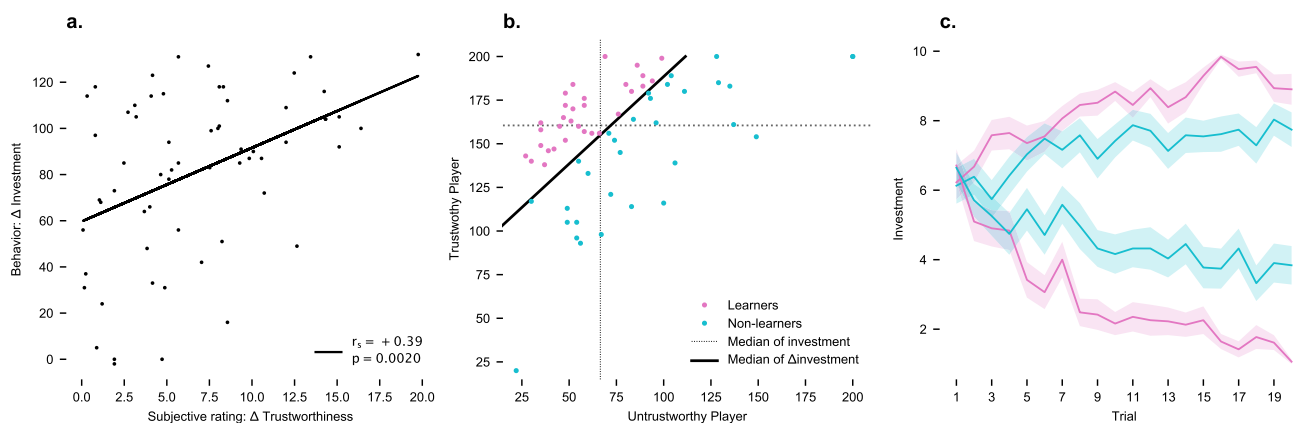 a.
Behavior: Δ Investment
120
100
80
60
40
20
0
0.0 2.5 5.0 7.5 10.0 12.5 15.0 17.5 20.0
Subjective rating: Δ Trustworthiness
rs = +0.39
p = 0.0020
b.
Trustworthy Player
200
175
150
125
100
75
50
25
25 50 75 100 125 150 175 200
Untrustworthy Player
Learners
Non-learners
Median of investment
Median of Δinvestment
c.
Investment
10
8
6
4
2
1 3 5 7 9 11 13 15 17 19
Trial